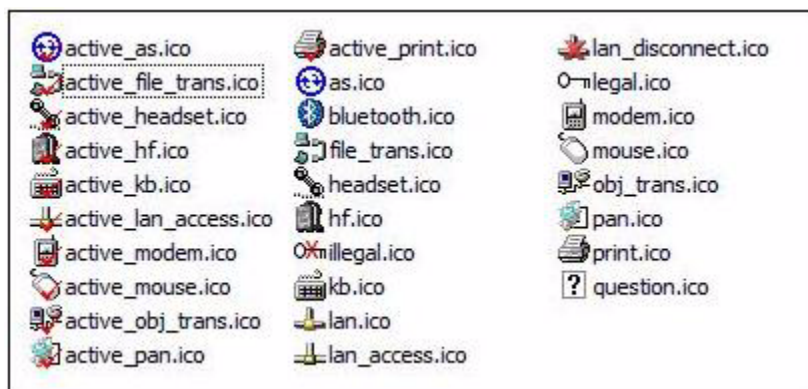 active_as.ico
active_file_trans.ico
active_headset.ico
active_hf.ico
active_kb.ico
active_lan_access.ico
active_modem.ico
active_mouse.ico
active_obj_trans.ico
active_pan.ico
active_print.ico
as.ico
bluetooth.ico
file_trans.ico
headset.ico
hf.ico
illegal.ico
kb.ico
lan.ico
lan_access.ico
lan_disconnect.ico
legal.ico
modem.ico
mouse.ico
obj_trans.ico
pan.ico
print.ico
question.ico